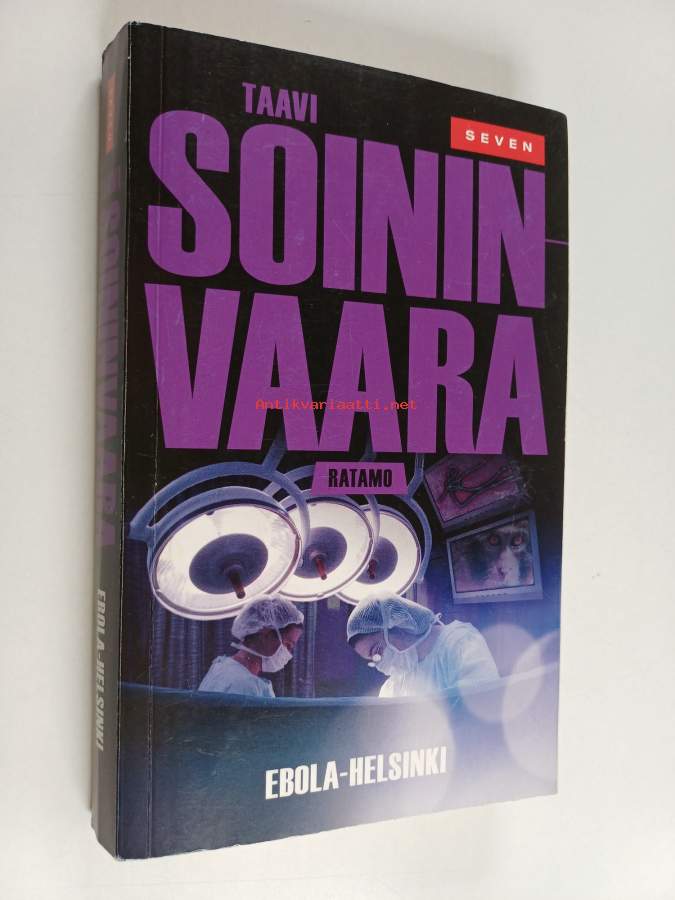 TAAVI
SEVEN
SOININ-
VAARA
RATAMO
EBOLA-HELSINKI
T SOININVAARA
EBOLA-HELSINKI
Antikvariaatti.net